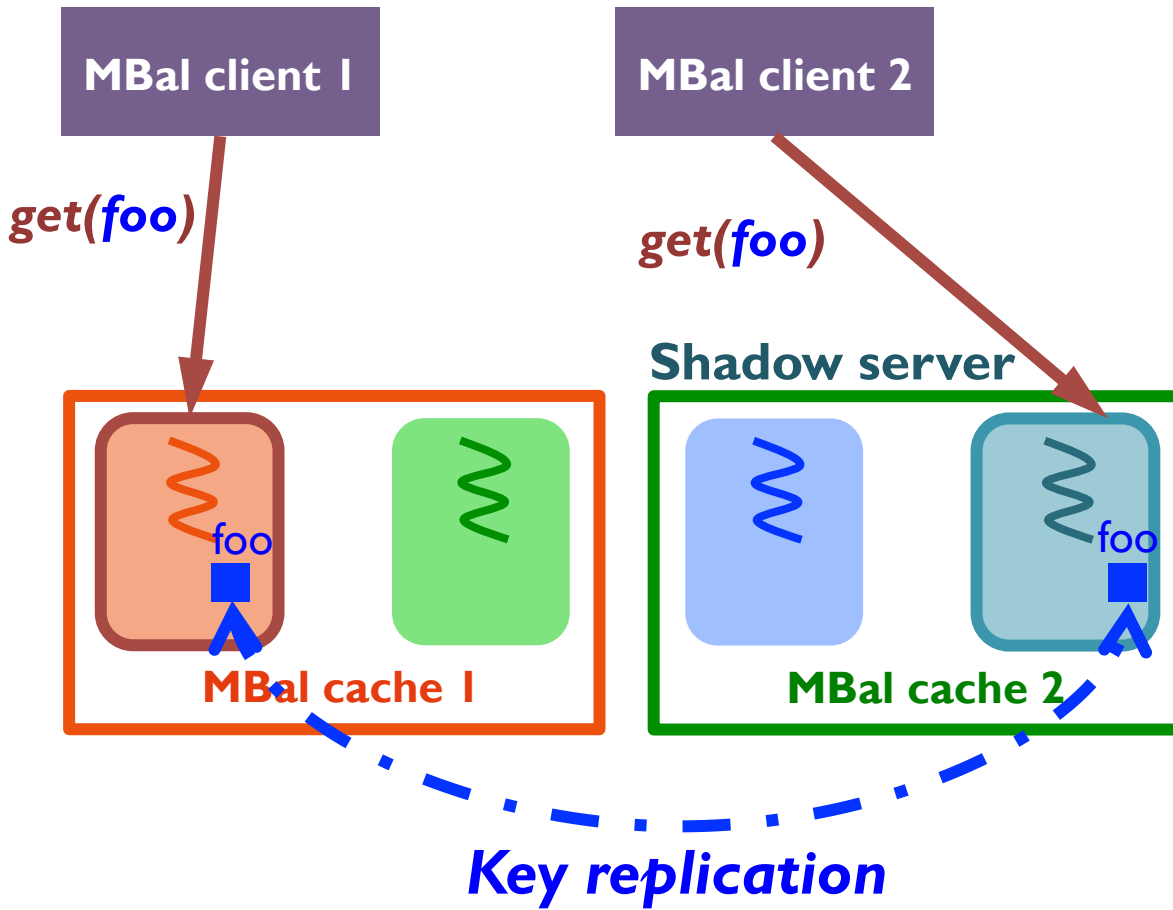 MBal client 1
MBal client 2
get(foo)
get(foo)
Shadow server
foo
foo
MBal cache 1
MBal cache 2
Key replication